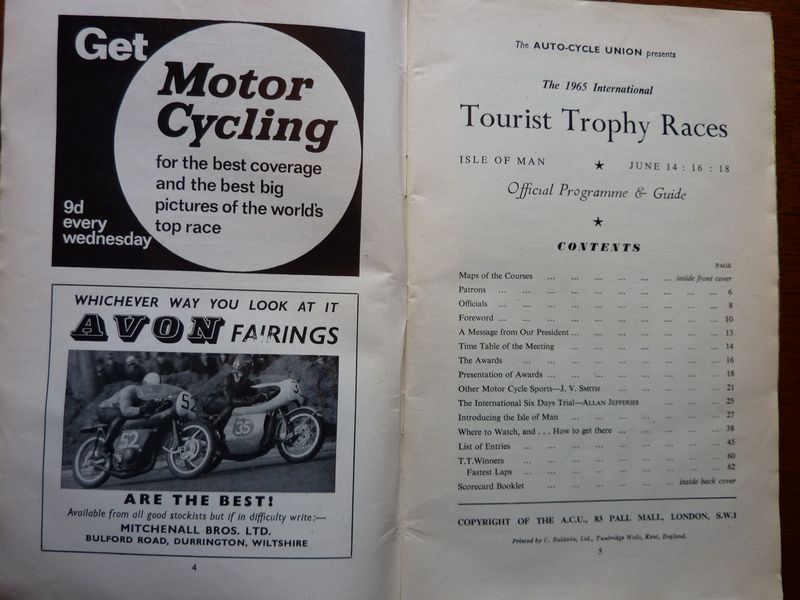 Get
Motor
Cycling
for the best coverage
and the best big
pictures of the world's
top race
9d
every
wednesday
WHICHEVER WAY YOU LOOK AT IT
AVON FAIRINGS
52
52
35
ARE THE BEST!
Available from all good stockists but if in difficulty write:—
MITCHENALL BROS. LTD.
BULFORD ROAD, DURRINGTON, WILTSHIRE
4
The AUTO-CYCLE UNION presents
The 1965 International
Tourist Trophy Races
ISLE OF MAN ★ JUNE 14 : 16 : 18
Official Programme & Guide
★
CONTENTS
PAGE
Maps of the Courses ... ... ... ... ... ... inside front cover
Patrons ... ... ... ... ... ... ... ... 6
Officials ... ... ... ... ... ... ... ... 8
Foreword ... ... ... ... ... ... ... ... 10
A Message from Our President ... ... ... ... ... ... 13
Time Table of the Meeting ... ... ... ... ... ... 14
The Awards ... ... ... ... ... ... ... 16
Presentation of Awards ... ... ... ... ... ... 18
Other Motor Cycle Sports—J. V. SMITH ... ... ... ... 21
The International Six Days Trial—ALLAN JEFFERIES ... ... ... 25
Introducing the Isle of Man ... ... ... ... ... ... 27
Where to Watch, and . . . How to get there ... ... ... ... ... 38
List of Entries ... ... ... ... ... ... ... 45
T.T. Winners ... ... ... ... ... ... ... 60
Fastest Laps ... ... ... ... ... ... ... 62
Scorecard Booklet ... ... ... ... ... ... inside back cover
COPYRIGHT OF THE A.C.U., 83 PALL MALL, LONDON, S.W.1
Printed by C. Baldwin, Ltd., Tunbridge Wells, Kent, England.
5